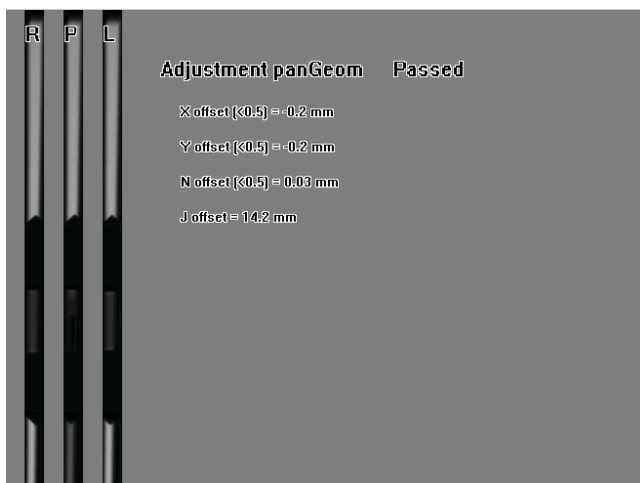 R P L
Adjustment panGeom Passed
X offset (<0.5) = -0.2 mm
Y offset (<0.5) = -0.2 mm
N offset (<0.5) = 0.03 mm
J offset = 14.2 mm